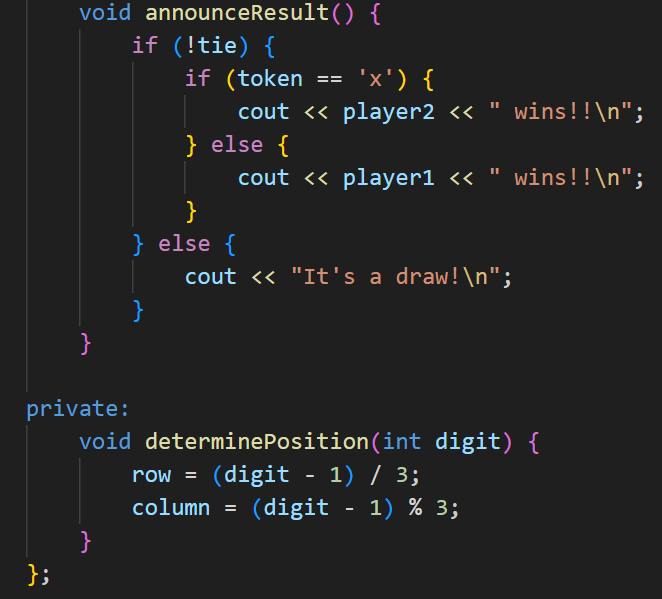 void announceResult() {
if (!tie) {
if (token == 'x') {
cout << player2 << " wins!!\n";
} else {
cout << player1 << " wins!!\n";
}
} else {
cout << "It's a draw!\n";
}
}
private:
void determinePosition(int digit) {
row = (digit - 1) / 3;
column = (digit - 1) % 3;
}
};